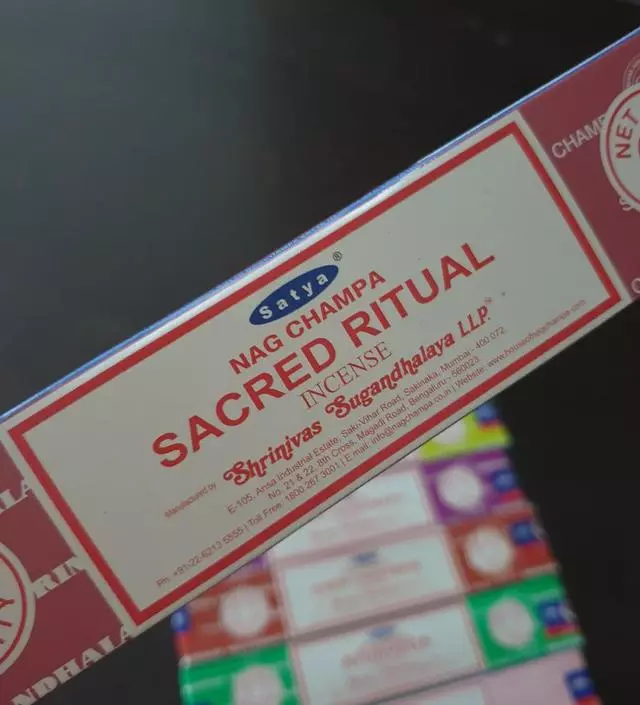 Satya®
NAG CHAMPA
SACRED RITUAL
INCENSE
Manufactured by Shrinivas Sugandhalaya LLP.™
E-105, Ansa Industrial Estate, Saki-Vihar Road, Sakinaka, Mumbai - 400 072
No. 21 & 22, 8th Cross, Magadi Road, Bengaluru - 560023
Ph. +91-22-6213 5555 | Toll Free: 1800 267 3001 | E.mail: info@nagchampa.co.in | Website: www.houseofnagchampa.com
CHAMP
NET